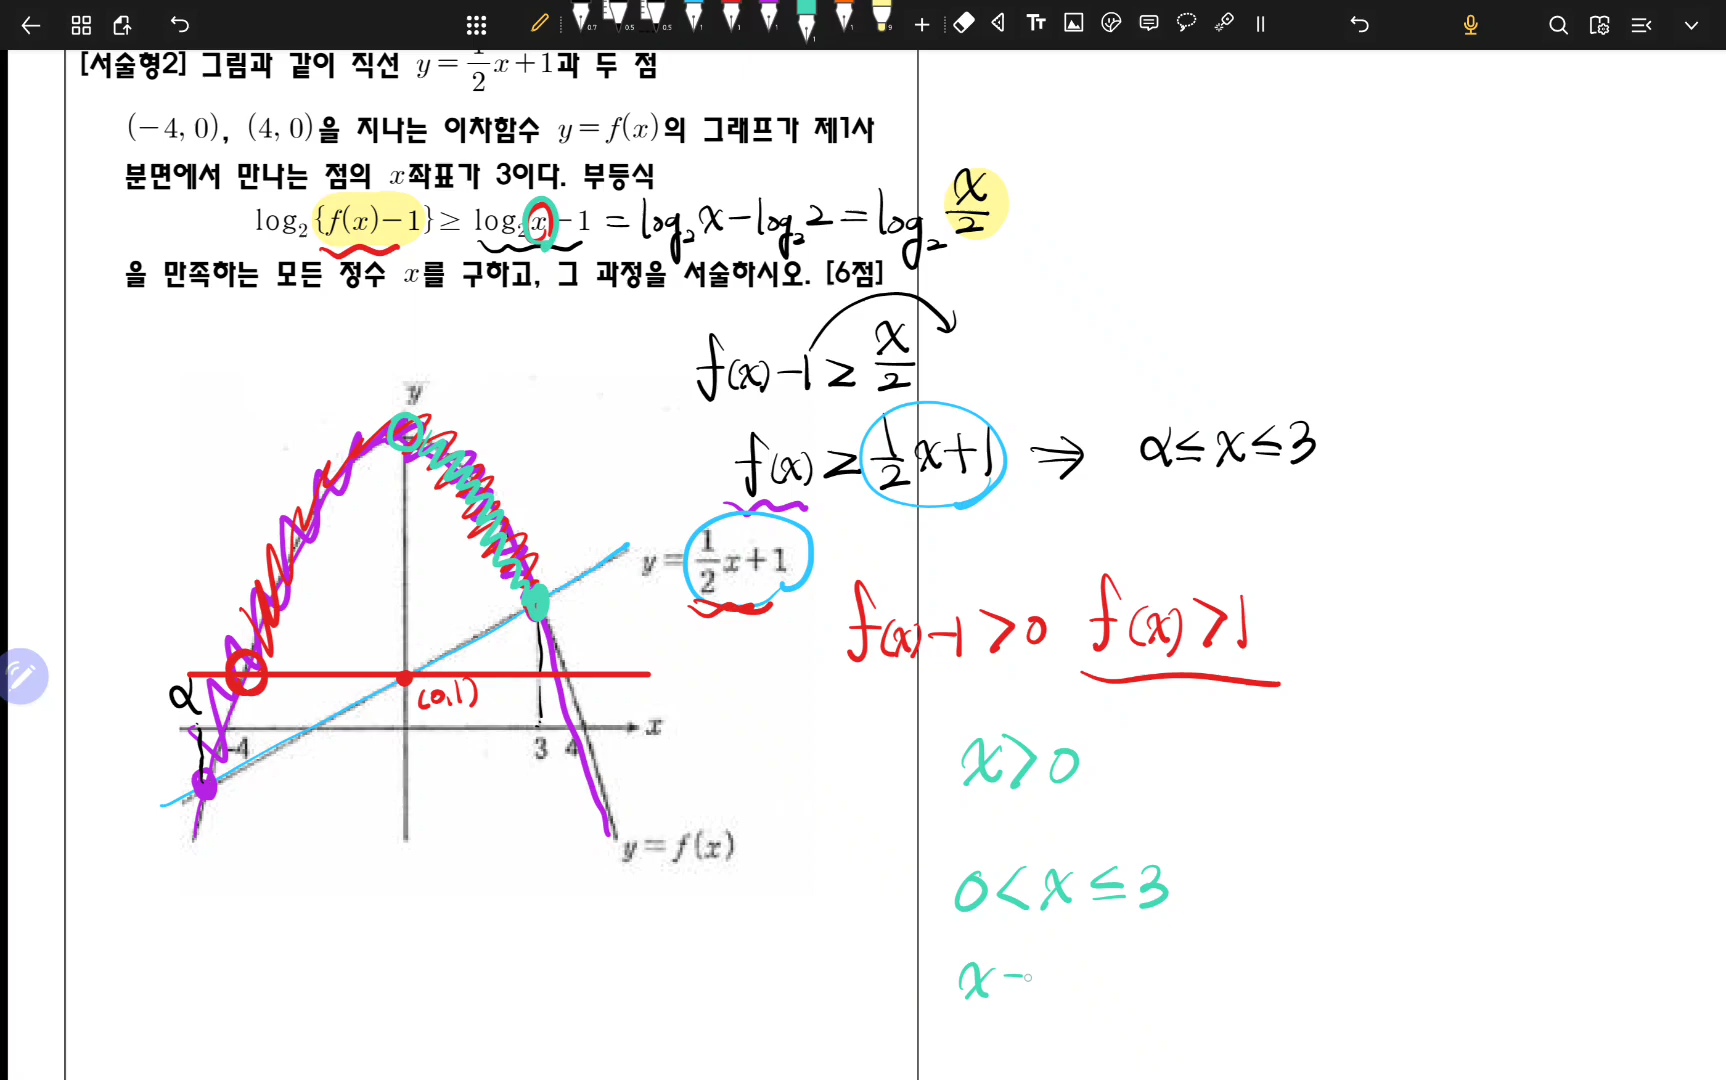 [서술형2] 그림과 같이 직선 y = 1/2 x + 1과 두 점
(−4, 0), (4, 0)을 지나는 이차함수 y = f(x)의 그래프가 제1사
분면에서 만나는 점의 x좌표가 3이다. 부등식
log₂{f(x)−1} ≥ log₂x − 1 = log₂x − log₂2 = log₂ x/2
을 만족하는 모든 정수 x를 구하고, 그 과정을 서술하시오. [6점]
f(x) − 1 ≥ x/2
f(x) ≥ 1/2 x + 1 ⇒ α ≤ x ≤ 3
y
y = 1/2 x + 1
f(x) − 1 > 0 f(x) > 1
α
(0,1)
−4 3 4 x
x > 0
y = f(x)
0 < x ≤ 3
x −